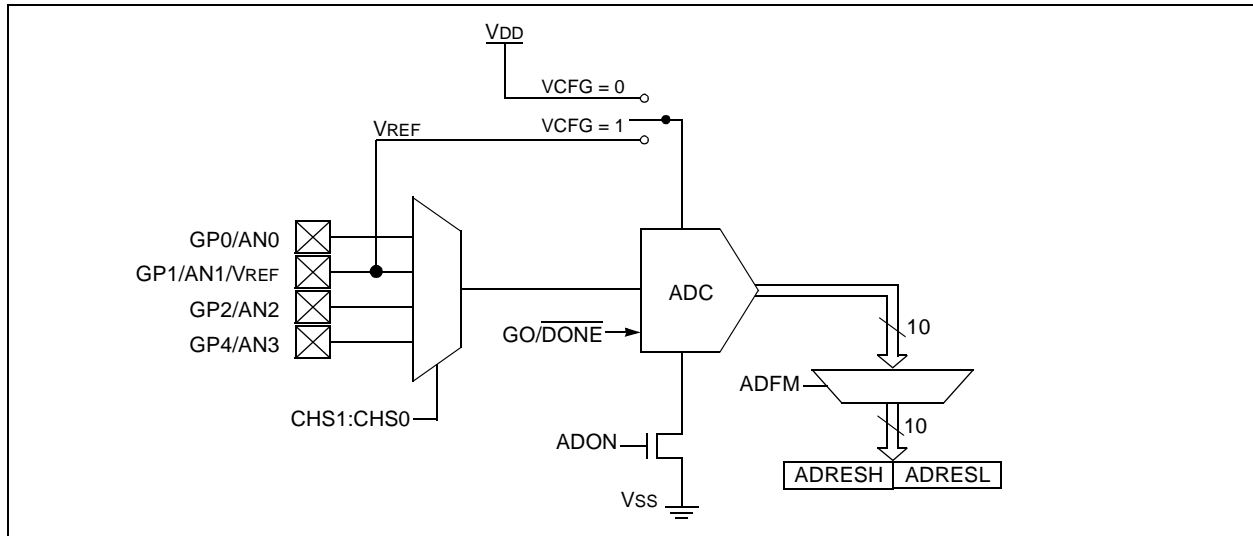 VDD
VCFG = 0
VCFG = 1
VREF
GP0/AN0
GP1/AN1/VREF
GP2/AN2
GP4/AN3
ADC
GO/DONE
10
ADFM
CHS1:CHS0
10
ADON
ADRESH ADRESL
VSS